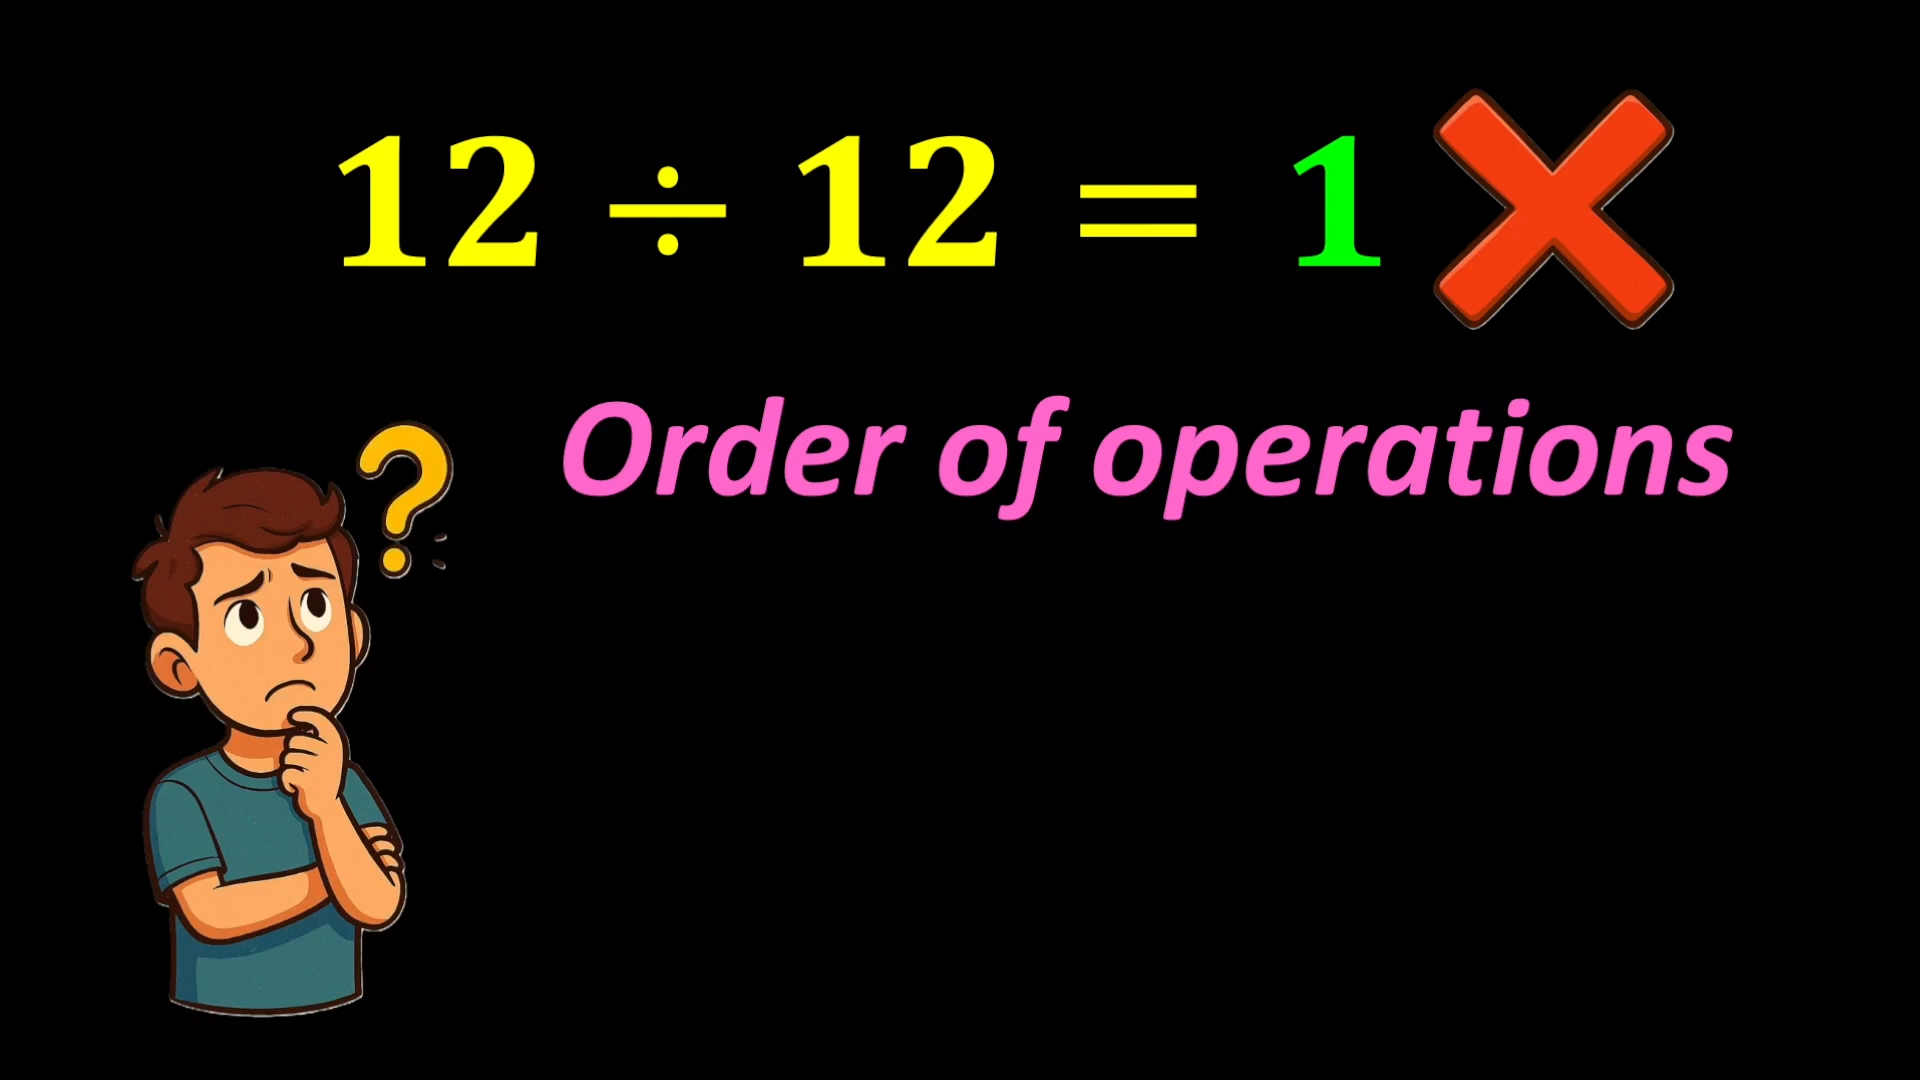 12 ÷ 12 = 1
Order of operations
?